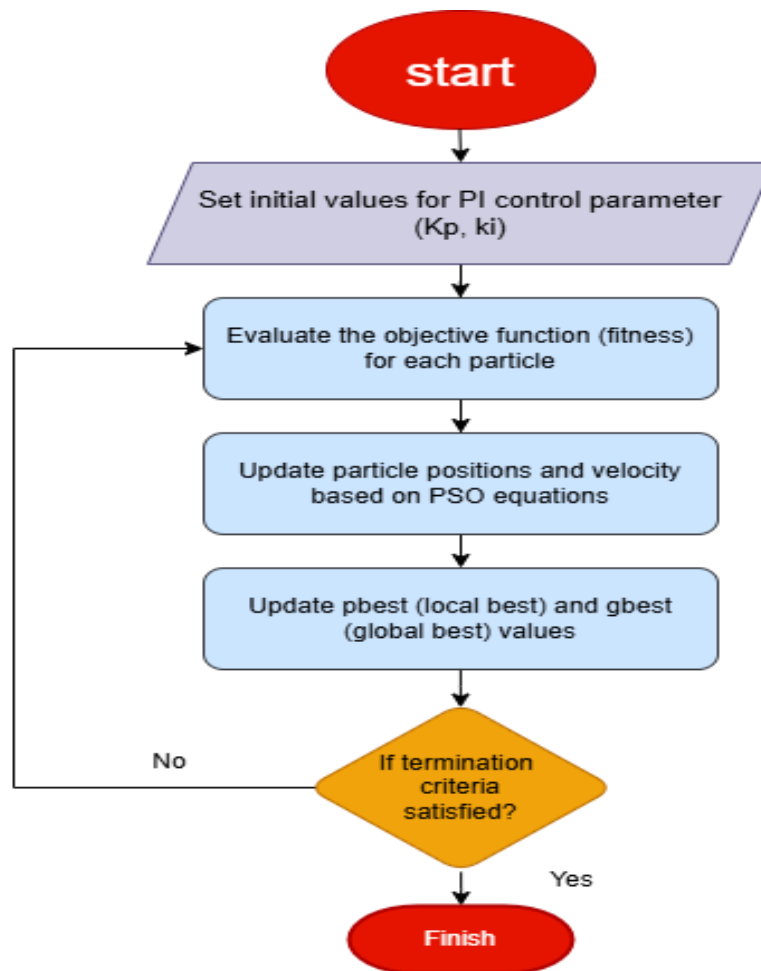 start
Set initial values for PI control parameter
(Kp, ki)
Evaluate the objective function (fitness)
for each particle
Update particle positions and velocity
based on PSO equations
Update pbest (local best) and gbest
(global best) values
If termination
criteria
satisfied?
No
Yes
Finish